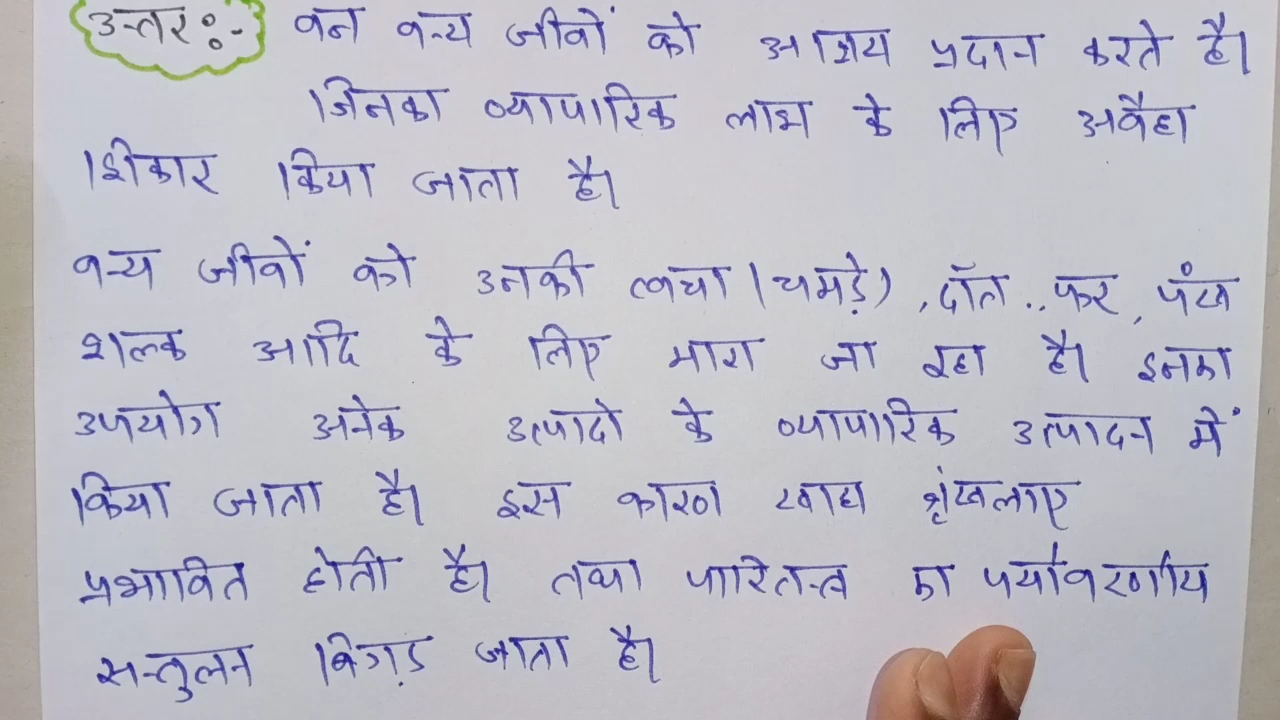 उत्तर:- वन वन्य जीवों को आश्रय प्रदान करते है।
जिनका व्यापारिक लाभ के लिए अवैद्य
शिकार किया जाता है।
वन्य जीवों को उनकी त्वचा (चमड़े), दाँत.. फर, पंख
शल्क आदि के लिए मारा जा रहा है। इनका
उपयोग अनेक उत्पादो के व्यापारिक उत्पादन में
किया जाता है। इस कारण खाद्य शृंखलाए
प्रभावित होती है। तथा पारितन्त्र का पर्यावरणीय
सन्तुलन बिगड़ जाता है।